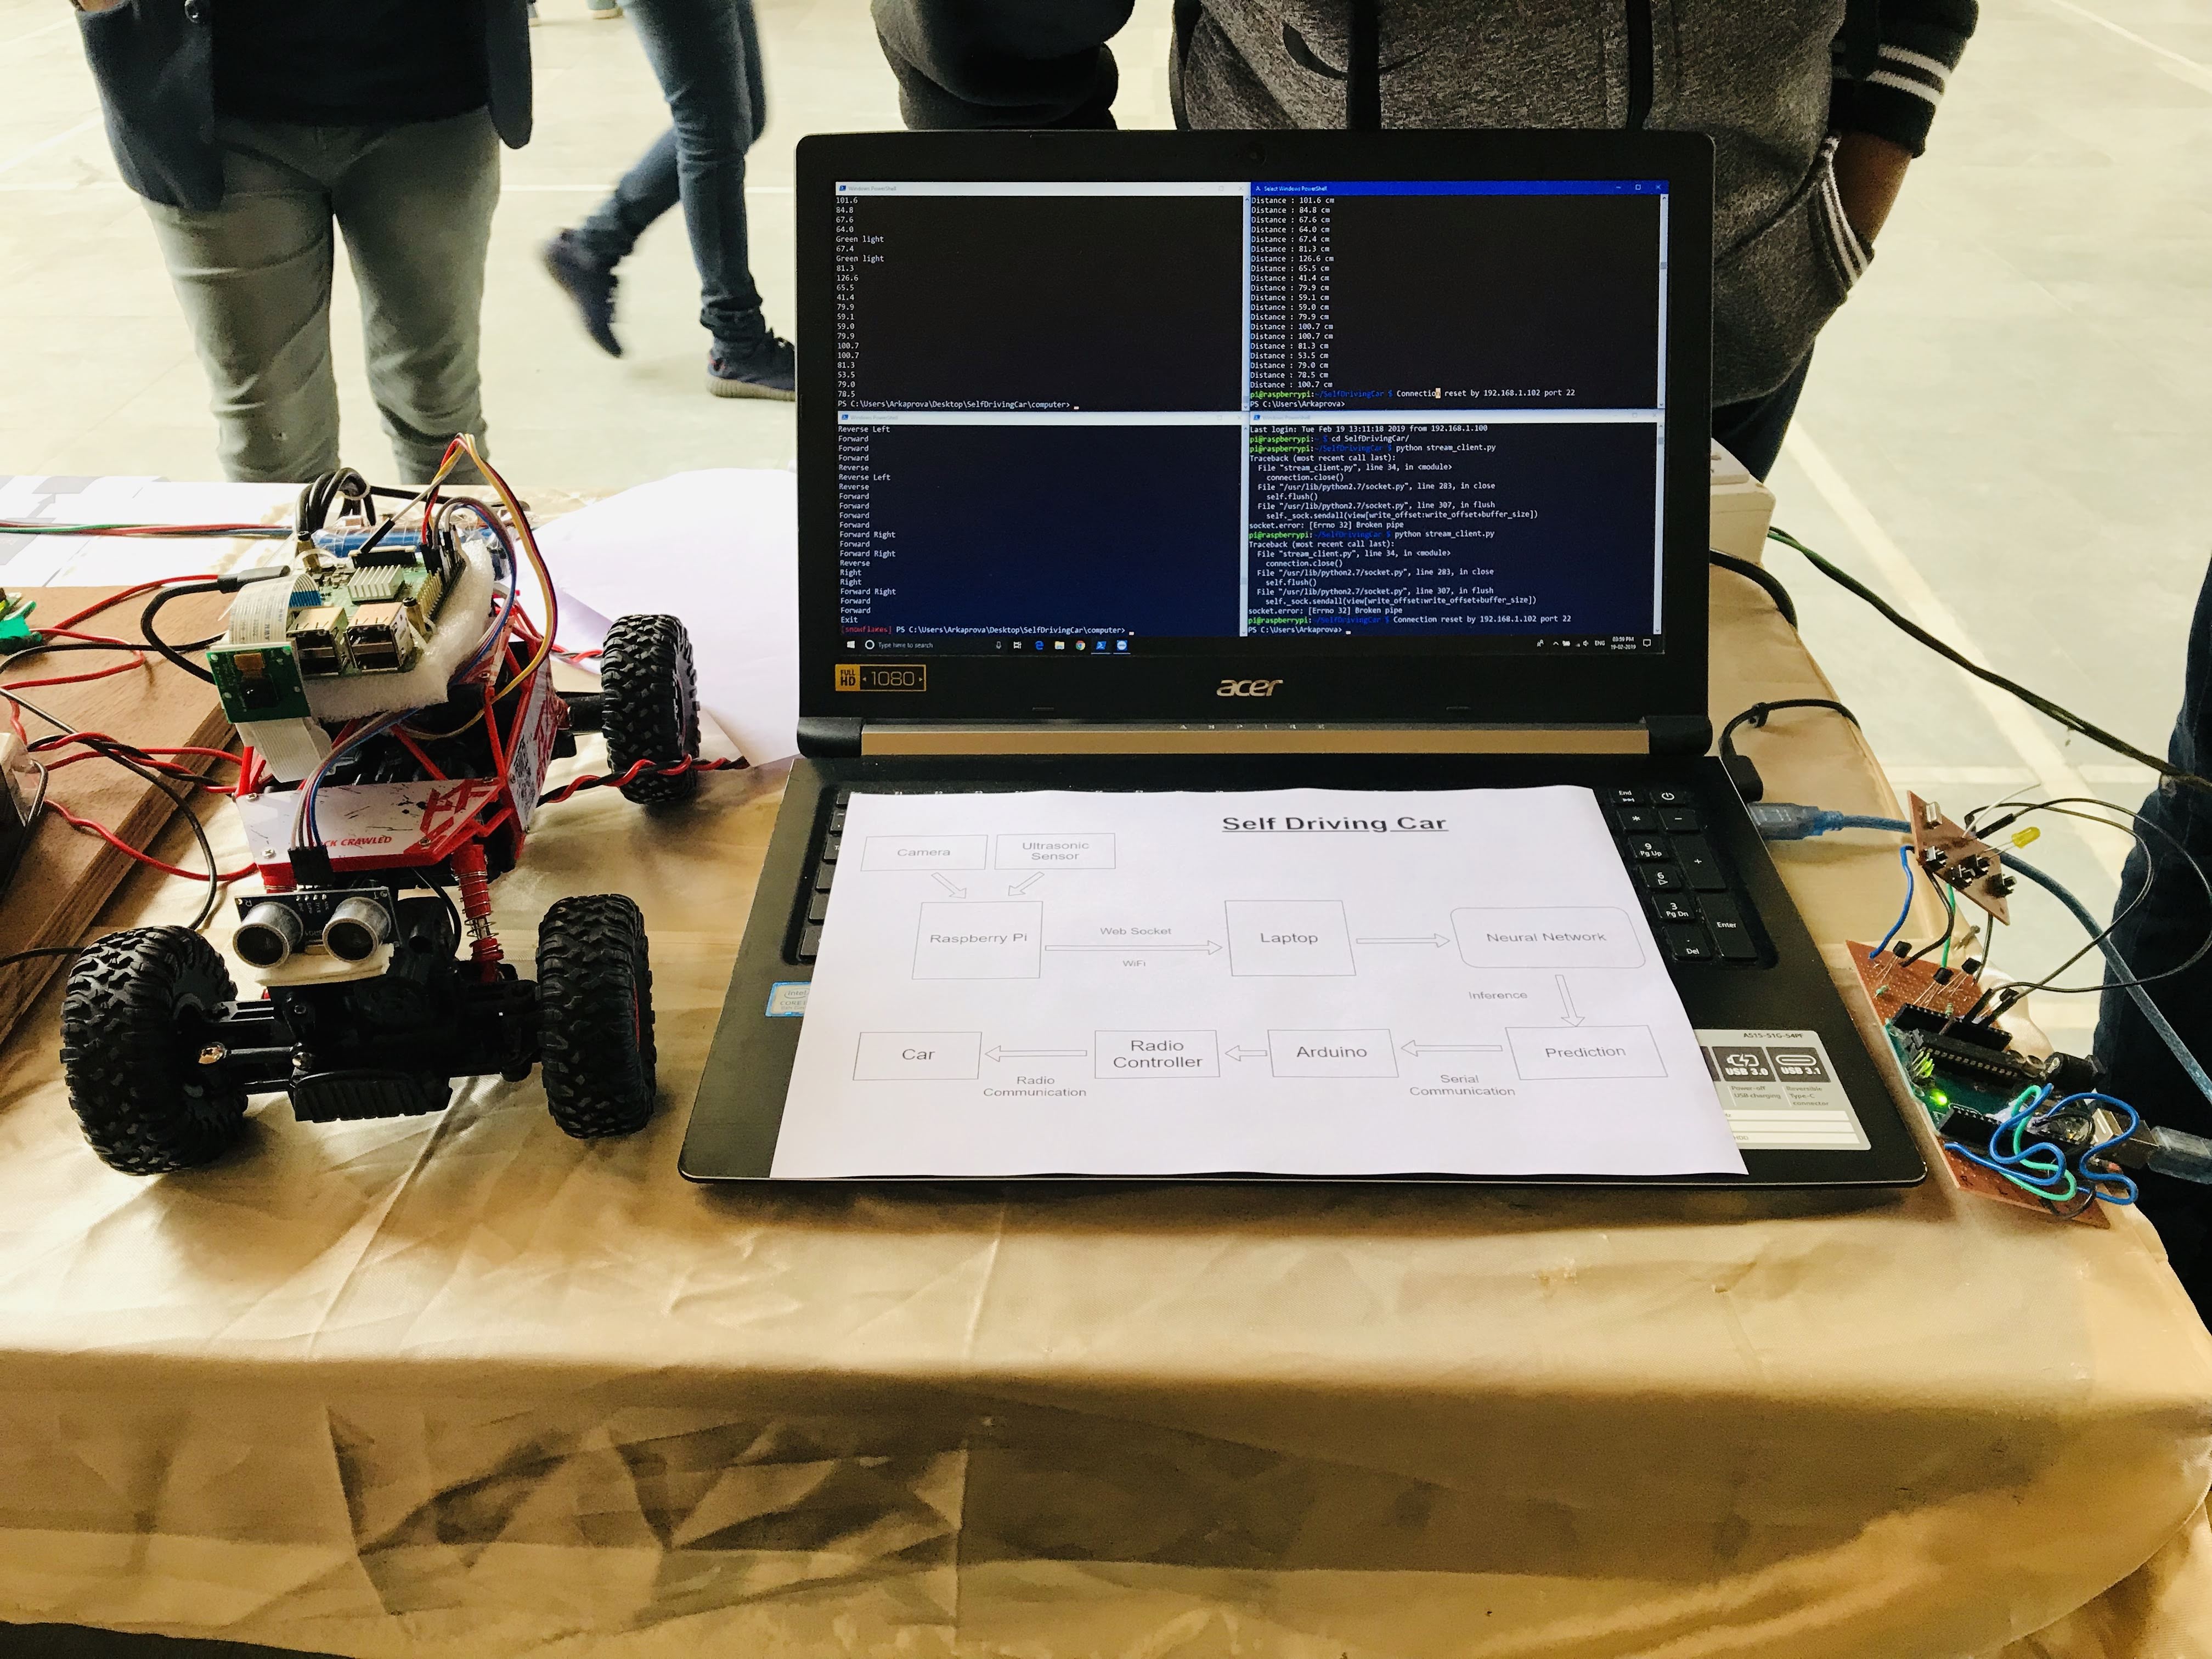 Windows PowerShell
101.6
84.8
67.6
64.0
Green light
67.4
Green light
81.3
126.6
65.5
41.4
79.9
59.1
59.0
79.9
100.7
100.7
81.3
53.5
79.0
78.5
PS C:\Users\Arkaprova\Desktop\SelfDrivingCar\computer>
Select Windows PowerShell
Distance : 101.6 cm
Distance : 84.8 cm
Distance : 67.6 cm
Distance : 64.0 cm
Distance : 67.4 cm
Distance : 81.3 cm
Distance : 126.6 cm
Distance : 65.5 cm
Distance : 41.4 cm
Distance : 79.9 cm
Distance : 59.1 cm
Distance : 59.0 cm
Distance : 79.9 cm
Distance : 100.7 cm
Distance : 100.7 cm
Distance : 81.3 cm
Distance : 53.5 cm
Distance : 79.0 cm
Distance : 78.5 cm
Distance : 100.7 cm
pi@raspberrypi:~/SelfDrivingCar $ Connection reset by 192.168.1.102 port 22
PS C:\Users\Arkaprova>
Windows PowerShell
Reverse Left
Forward
Forward
Forward
Reverse
Reverse Left
Reverse
Forward
Forward
Forward
Forward
Forward Right
Forward
Forward Right
Reverse
Right
Right
Forward Right
Forward
Forward
Exit
[snowflakes] PS C:\Users\Arkaprova\Desktop\SelfDrivingCar\computer>
Windows PowerShell
Last login: Tue Feb 19 13:11:18 2019 from 192.168.1.100
pi@raspberrypi:~ $ cd SelfDrivingCar/
pi@raspberrypi:~/SelfDrivingCar $ python stream_client.py
Traceback (most recent call last):
File "stream_client.py", line 34, in <module>
connection.close()
File "/usr/lib/python2.7/socket.py", line 283, in close
self.flush()
File "/usr/lib/python2.7/socket.py", line 307, in flush
self._sock.sendall(view[write_offset:write_offset+buffer_size])
socket.error: [Errno 32] Broken pipe
pi@raspberrypi:~/SelfDrivingCar $ python stream_client.py
Traceback (most recent call last):
File "stream_client.py", line 34, in <module>
connection.close()
File "/usr/lib/python2.7/socket.py", line 283, in close
self.flush()
File "/usr/lib/python2.7/socket.py", line 307, in flush
self._sock.sendall(view[write_offset:write_offset+buffer_size])
socket.error: [Errno 32] Broken pipe
pi@raspberrypi:~/SelfDrivingCar $ Connection reset by 192.168.1.102 port 22
PS C:\Users\Arkaprova>
Type here to search
ENG
03:59 PM
19-02-2019
FULL HD 1080
acer
CRAWLED
Self Driving Car
Camera
Ultrasonic
Sensor
Raspberry Pi
Web Socket
WiFi
Laptop
Neural Network
Inference
Car
Radio
Communication
Radio
Controller
Arduino
Serial
Communication
Prediction
End
*
-
9
Pg Up
+
6
3
Pg Dn
Enter
Del
intel
CORE
A515-51G-54PF
USB 3.0
USB 3.1
Power-off
USB charging
Reversible
Type-C
connector